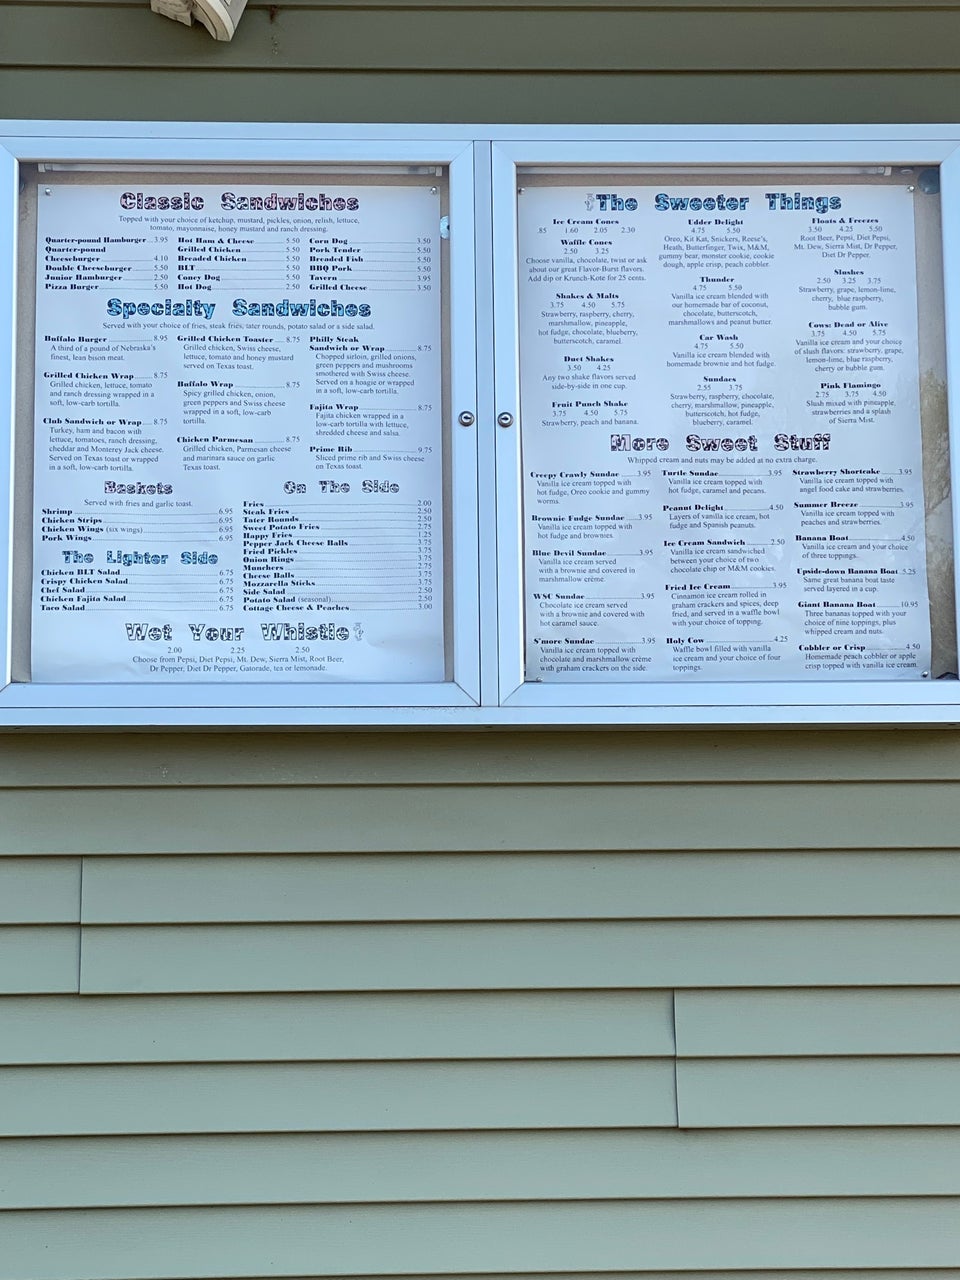 Classic Sandwiches
Topped with your choice of ketchup, mustard, pickles, onion, relish, lettuce,
tomato, mayonnaise, honey mustard and ranch dressing.
Quarter-pound Hamburger...3.95
Quarter-pound
Cheeseburger 4.10
Double Cheeseburger 5.50
Junior Hamburger 2.50
Pizza Burger 5.50
Hot Ham & Cheese 5.50
Grilled Chicken 5.50
Breaded Chicken 5.50
BLT 5.50
Coney Dog 5.50
Hot Dog 2.50
Corn Dog 3.50
Pork Tender 5.50
Breaded Fish 5.50
BBQ Pork 5.50
Tavern 3.95
Grilled Cheese 3.50
Specialty Sandwiches
Served with your choice of fries, steak fries, tater rounds, potato salad or a side salad.
Buffalo Burger 8.95
A third of a pound of Nebraska's
finest, lean bison meat.
Grilled Chicken Wrap 8.75
Grilled chicken, lettuce, tomato
and ranch dressing wrapped in a
soft, low-carb tortilla.
Club Sandwich or Wrap 8.75
Turkey, ham and bacon with
lettuce, tomatoes, ranch dressing,
cheddar and Monterey Jack cheese.
Served on Texas toast or wrapped
in a soft, low-carb tortilla.
Grilled Chicken Toaster 8.75
Grilled chicken, Swiss cheese,
lettuce, tomato and honey mustard
served on Texas toast.
Buffalo Wrap 8.75
Spicy grilled chicken, onion,
green peppers and Swiss cheese
wrapped in a soft, low-carb
tortilla.
Chicken Parmesan 8.75
Grilled chicken, Parmesan cheese
and marinara sauce on garlic
Texas toast.
Philly Steak
Sandwich or Wrap 8.75
Chopped sirloin, grilled onions,
green peppers and mushrooms
smothered with Swiss cheese.
Served on a hoagie or wrapped
in a soft, low-carb tortilla.
Fajita Wrap 8.75
Fajita chicken wrapped in a
low-carb tortilla with lettuce,
shredded cheese and salsa.
Prime Rib 9.75
Sliced prime rib and Swiss cheese
on Texas toast.
Baskets
Served with fries and garlic toast.
Shrimp 6.95
Chicken Strips 6.95
Chicken Wings (six wings) 6.95
Pork Wings 6.95
The Lighter Side
Chicken BLT Salad 6.75
Crispy Chicken Salad 6.75
Chef Salad 6.75
Chicken Fajita Salad 6.75
Taco Salad 6.75
On The Side
Fries 2.00
Steak Fries 2.50
Tater Rounds 2.50
Sweet Potato Fries 2.75
Happy Fries 1.25
Pepper Jack Cheese Balls 3.75
Fried Pickles 3.75
Onion Rings 3.75
Munchers 2.75
Cheese Balls 3.75
Mozzarella Sticks 3.75
Side Salad 2.50
Potato Salad (seasonal) 2.50
Cottage Cheese & Peaches 3.00
Wet Your Whistle
2.00 2.25 2.50
Choose from Pepsi, Diet Pepsi, Mt. Dew, Sierra Mist, Root Beer,
Dr Pepper, Diet Dr Pepper, Gatorade, tea or lemonade.
The Sweeter Things
Ice Cream Cones
.85 1.60 2.05 2.30
Waffle Cones
2.50 3.25
Choose vanilla, chocolate, twist or ask
about our great Flavor-Burst flavors.
Add dip or Krunch-Kote for 25 cents.
Shakes & Malts
3.75 4.50 5.75
Strawberry, raspberry, cherry,
marshmallow, pineapple,
hot fudge, chocolate, blueberry,
butterscotch, caramel.
Duet Shakes
3.50 4.25
Any two shake flavors served
side-by-side in one cup.
Fruit Punch Shake
3.75 4.50 5.75
Strawberry, peach and banana.
Udder Delight
4.75 5.50
Oreo, Kit Kat, Snickers, Reese's,
Heath, Butterfinger, Twix, M&M,
gummy bear, monster cookie, cookie
dough, apple crisp, peach cobbler.
Thunder
4.75 5.50
Vanilla ice cream blended with
our homemade bar of coconut,
chocolate, butterscotch,
marshmallows and peanut butter.
Car Wash
4.75 5.50
Vanilla ice cream blended with
homemade brownie and hot fudge.
Sundaes
2.55 3.75
Strawberry, raspberry, chocolate,
cherry, marshmallow, pineapple,
butterscotch, hot fudge,
blueberry, caramel.
Floats & Freezes
3.50 4.25 5.50
Root Beer, Pepsi, Diet Pepsi,
Mt. Dew, Sierra Mist, Dr Pepper,
Diet Dr Pepper.
Slushes
2.50 3.25 3.75
Strawberry, grape, lemon-lime,
cherry, blue raspberry,
bubble gum.
Cows: Dead or Alive
3.75 4.50 5.75
Vanilla ice cream and your choice
of slush flavors: strawberry, grape,
lemon-lime, blue raspberry,
cherry or bubble gum.
Pink Flamingo
2.75 3.75 4.50
Slush mixed with pineapple,
strawberries and a splash
of Sierra Mist.
More Sweet Stuff
Whipped cream and nuts may be added at no extra charge.
Creepy Crawly Sundae 3.95
Vanilla ice cream topped with
hot fudge, Oreo cookie and gummy
worms.
Brownie Fudge Sundae 3.95
Vanilla ice cream topped with
hot fudge and brownies.
Blue Devil Sundae 3.95
Vanilla ice cream served
with a brownie and covered in
marshmallow crème.
WSC Sundae 3.95
Chocolate ice cream served
with a brownie and covered with
hot caramel sauce.
S'more Sundae 3.95
Vanilla ice cream topped with
chocolate and marshmallow crème
with graham crackers on the side.
Turtle Sundae 3.95
Vanilla ice cream topped with
hot fudge, caramel and pecans.
Peanut Delight 4.50
Layers of vanilla ice cream, hot
fudge and Spanish peanuts.
Ice Cream Sandwich 2.50
Vanilla ice cream sandwiched
between your choice of two
chocolate chip or M&M cookies.
Fried Ice Cream 3.95
Cinnamon ice cream rolled in
graham crackers and spices, deep
fried, and served in a waffle bowl
with your choice of topping.
Holy Cow 4.25
Waffle bowl filled with vanilla
ice cream and your choice of four
toppings.
Strawberry Shortcake 3.95
Vanilla ice cream topped with
angel food cake and strawberries.
Summer Breeze 3.95
Vanilla ice cream topped with
peaches and strawberries.
Banana Boat 4.50
Vanilla ice cream and your choice
of three toppings.
Upside-down Banana Boat 5.25
Same great banana boat taste
served layered in a cup.
Giant Banana Boat 10.95
Three bananas topped with your
choice of nine toppings, plus
whipped cream and nuts.
Cobbler or Crisp 4.50
Homemade peach cobbler or apple
crisp topped with vanilla ice cream.